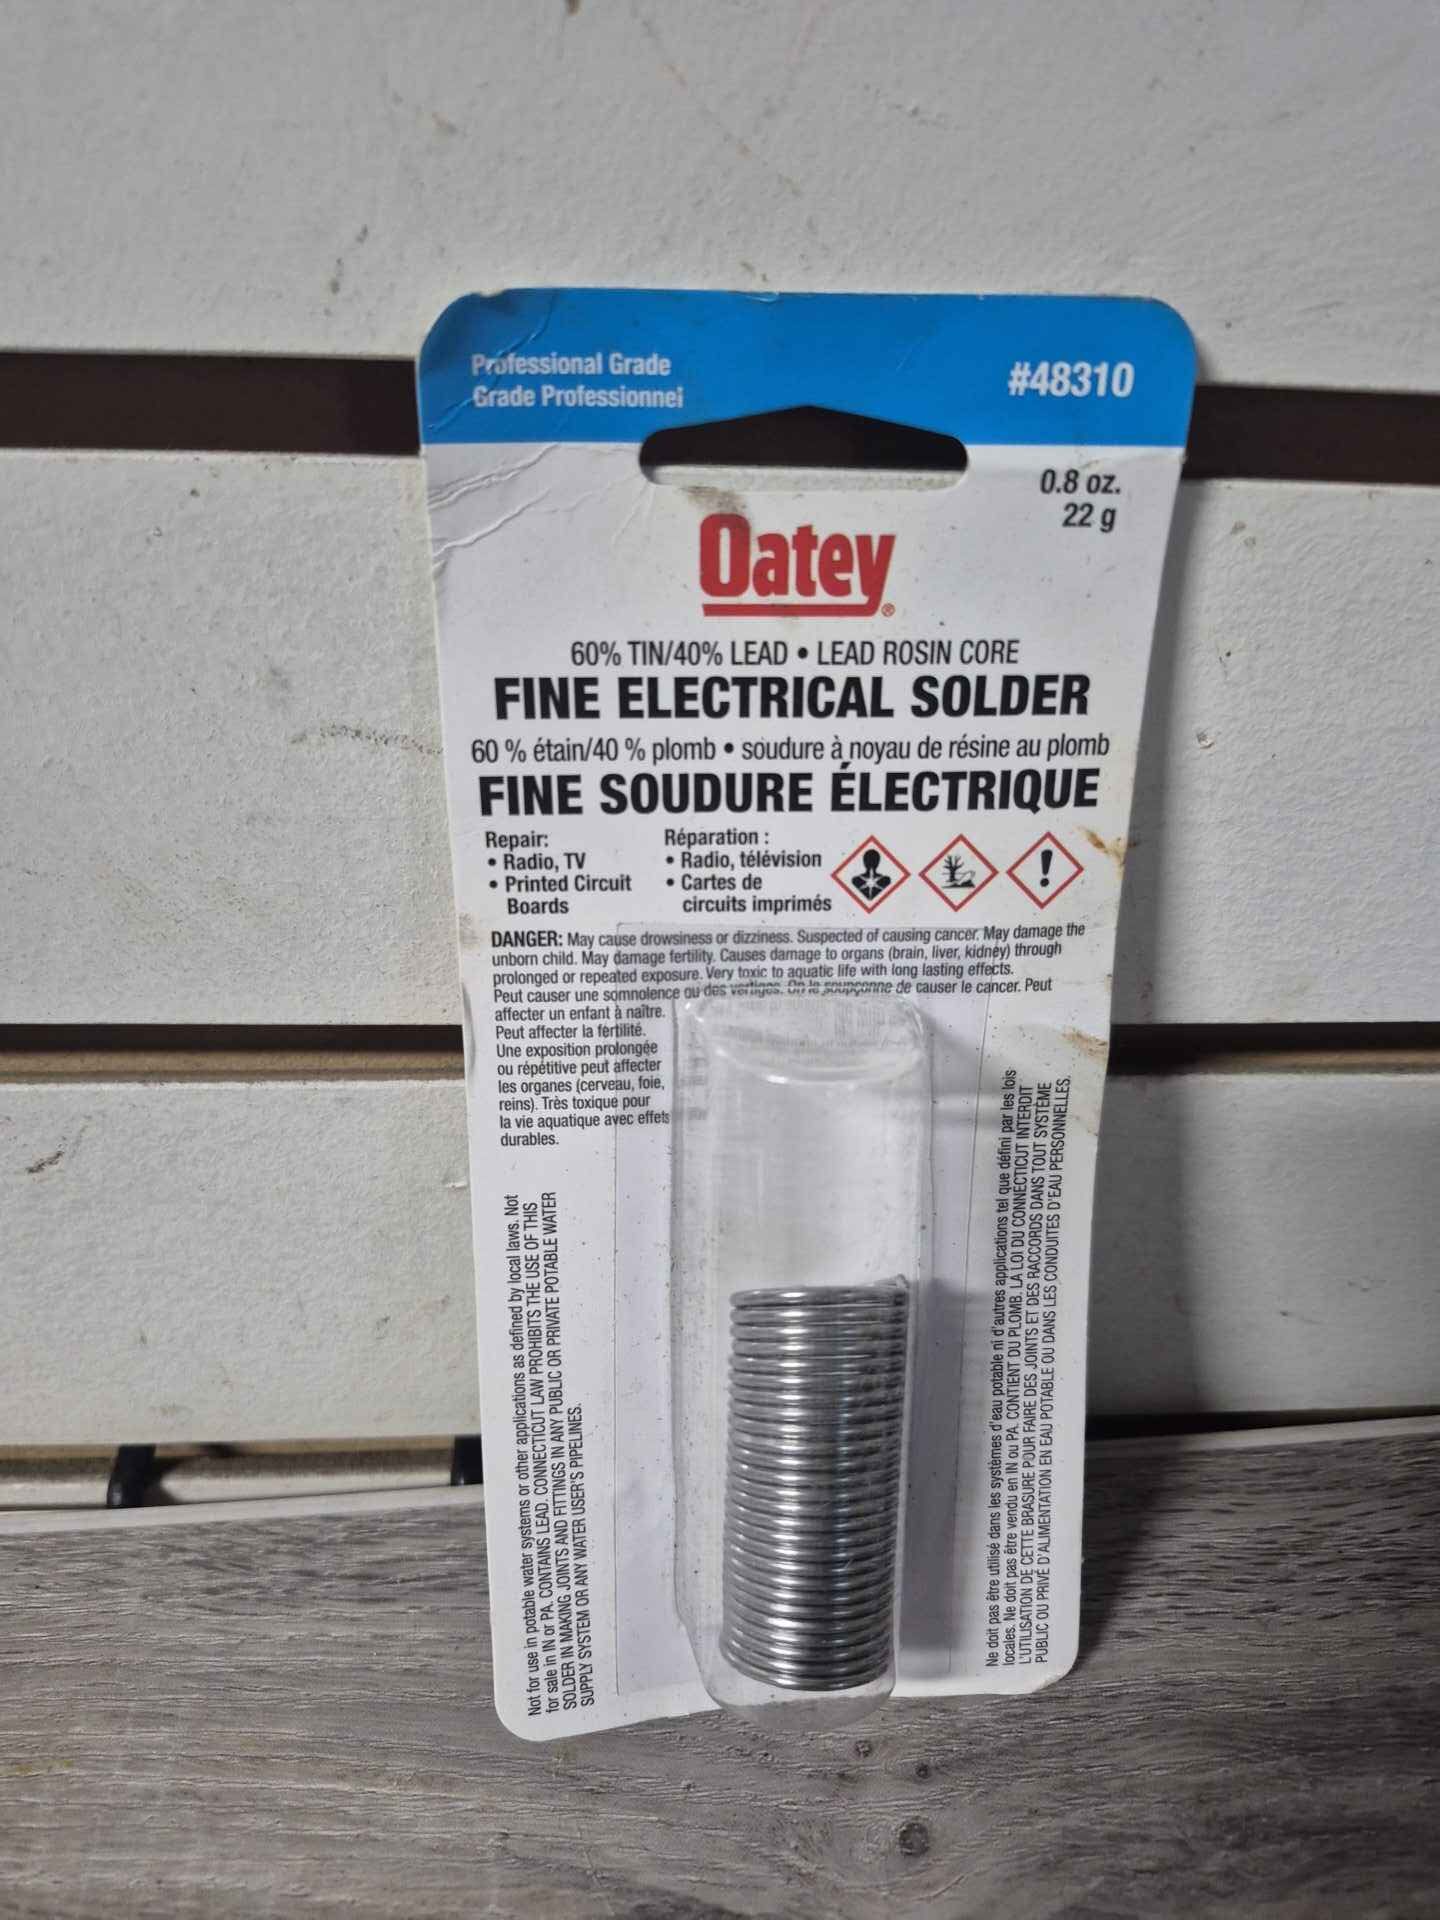 Professional Grade
Grade Professionnel
#48310
0.8 oz.
22 g
Oatey®
60% TIN/40% LEAD • LEAD ROSIN CORE
FINE ELECTRICAL SOLDER
60 % étain/40 % plomb • soudure à noyau de résine au plomb
FINE SOUDURE ÉLECTRIQUE
Repair:
• Radio, TV
• Printed Circuit
Boards
Réparation :
• Radio, télévision
• Cartes de
circuits imprimés
DANGER: May cause drowsiness or dizziness. Suspected of causing cancer. May damage the
unborn child. May damage fertility. Causes damage to organs (brain, liver, kidney) through
prolonged or repeated exposure. Very toxic to aquatic life with long lasting effects.
Peut causer une somnolence ou des vertiges. On le soupçonne de causer le cancer. Peut
affecter un enfant à naître.
Peut affecter la fertilité.
Une exposition prolongée
ou répétitive peut affecter
les organes (cerveau, foie,
reins). Très toxique pour
la vie aquatique avec effets
durables.
Not for use in potable water systems or other applications as defined by local laws. Not
for sale in IN or PA. CONTAINS LEAD. CONNECTICUT LAW PROHIBITS THE USE OF THIS
SOLDER IN MAKING JOINTS AND FITTINGS IN ANY PUBLIC OR PRIVATE POTABLE WATER
SUPPLY SYSTEM OR ANY WATER USER'S PIPELINES.
Ne doit pas être utilisé dans les systèmes d'eau potable ni d'autres applications tel que défini par les lois
locales. Ne doit pas être vendu en IN ou PA. CONTIENT DU PLOMB. LA LOI DU CONNECTICUT INTERDIT
L'UTILISATION DE CETTE BRASURE POUR FAIRE DES JOINTS ET DES RACCORDS DANS TOUT SYSTÈME
PUBLIC OU PRIVÉ D'ALIMENTATION EN EAU POTABLE OU DANS LES CONDUITES D'EAU PERSONNELLES.